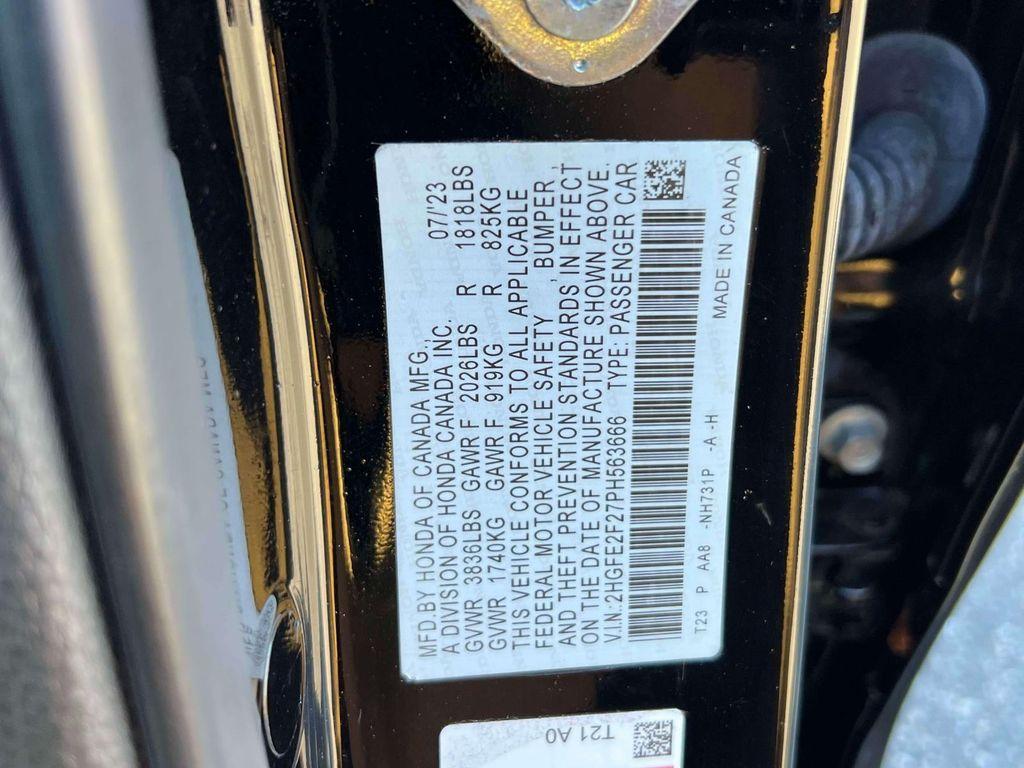 MFD.BY HONDA OF CANADA MFG., 07/'23
A DIVISION OF HONDA CANADA INC.
GVWR 3836LBS GAWR F 2026LBS R 1818LBS
GVWR 1740KG GAWR F 919KG R 825KG
THIS VEHICLE CONFORMS TO ALL APPLICABLE
FEDERAL MOTOR VEHICLE SAFETY , BUMPER ,
AND THEFT PREVENTION STANDARDS IN EFFECT
ON THE DATE OF MANUFACTURE SHOWN ABOVE.
V.I.N.:2HGFE2F27PH563666 TYPE: PASSENGER CAR
T23 P AA8 -NH731P -A -H MADE IN CANADA
T21 A0